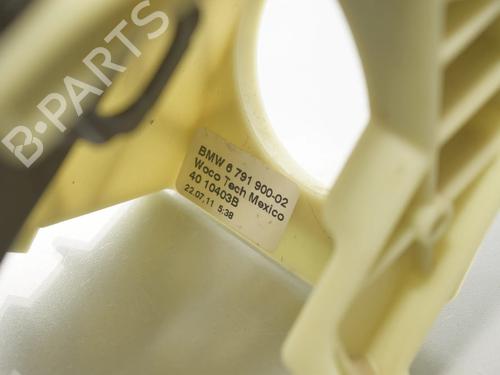 B-PARTS
BMW 6 791 900-02
Woco Tech Mexico
40 10403B
22.07.11 5:38